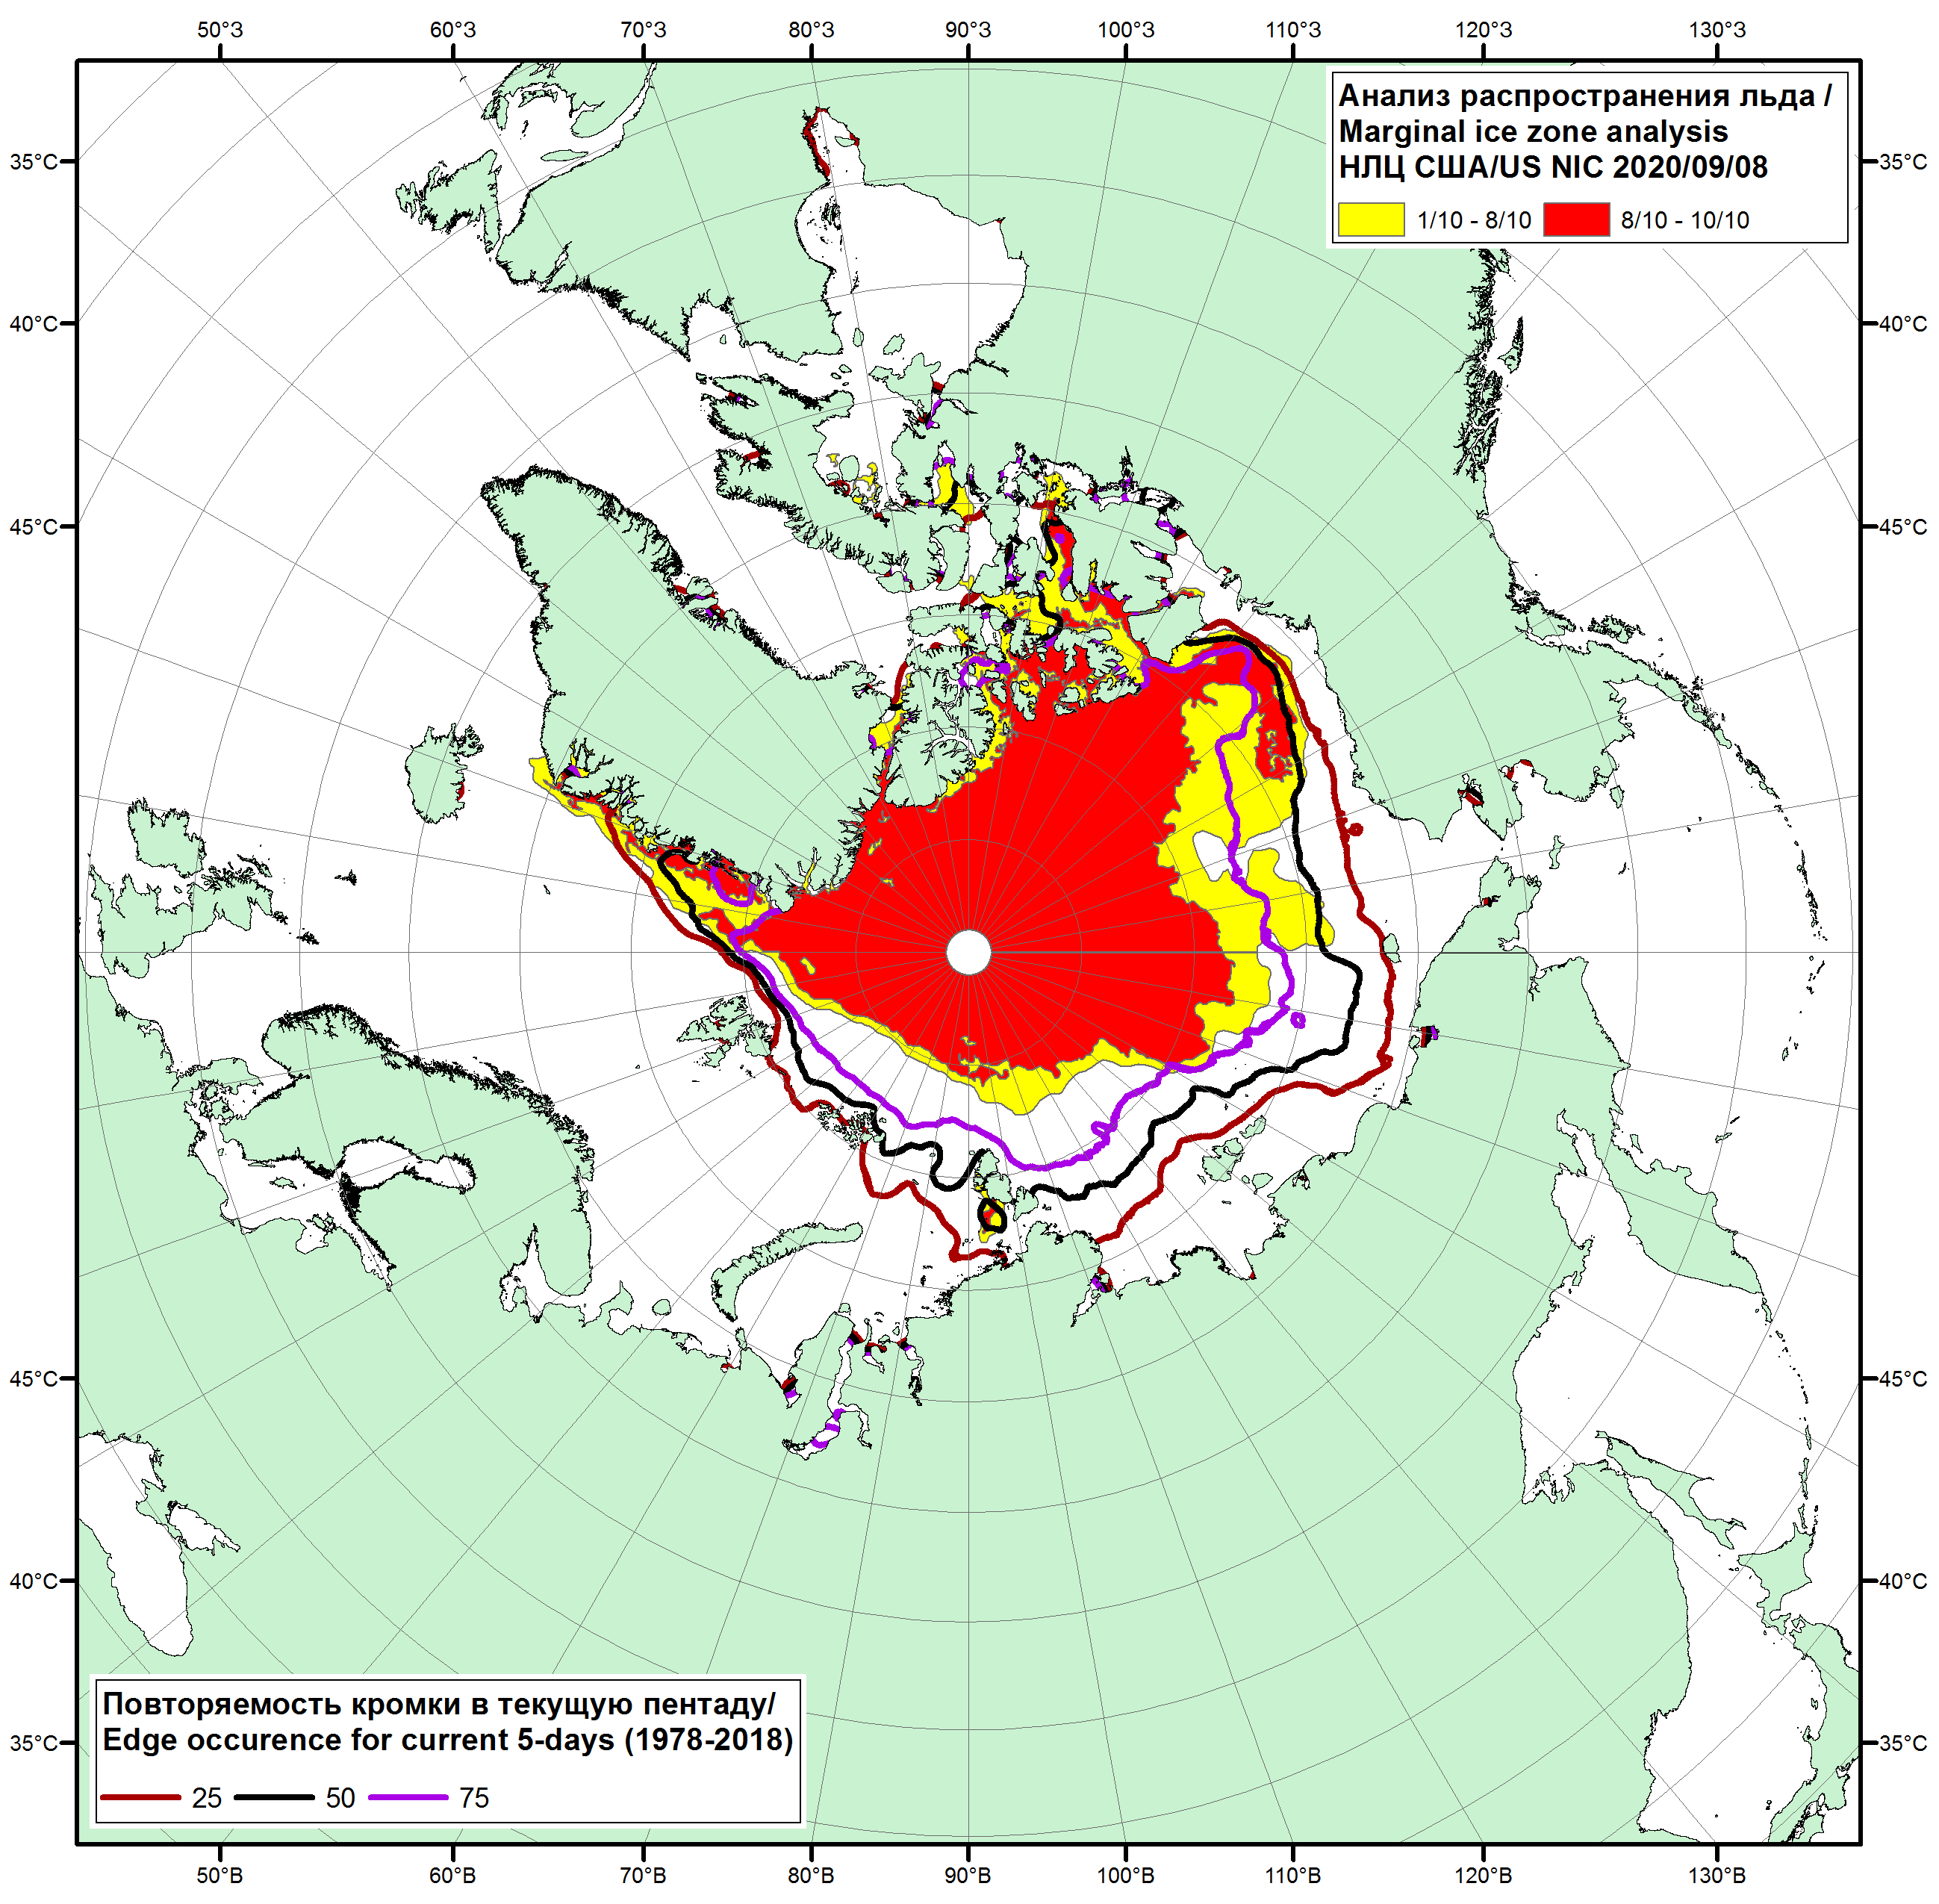 50°З 60°З 70°З 80°З 90°З 100°З 110°З 120°З 130°З
Анализ распространения льда /
Marginal ice zone analysis
НЛЦ США/US NIC 2020/09/08
1/10 - 8/10 8/10 - 10/10
35°С 35°С
40°С 40°С
45°С 45°С
45°С 45°С
40°С 40°С
35°С 35°С
Повторяемость кромки в текущую пентаду/
Edge occurence for current 5-days (1978-2018)
25 50 75
50°В 60°В 70°В 80°В 90°В 100°В 110°В 120°В 130°В